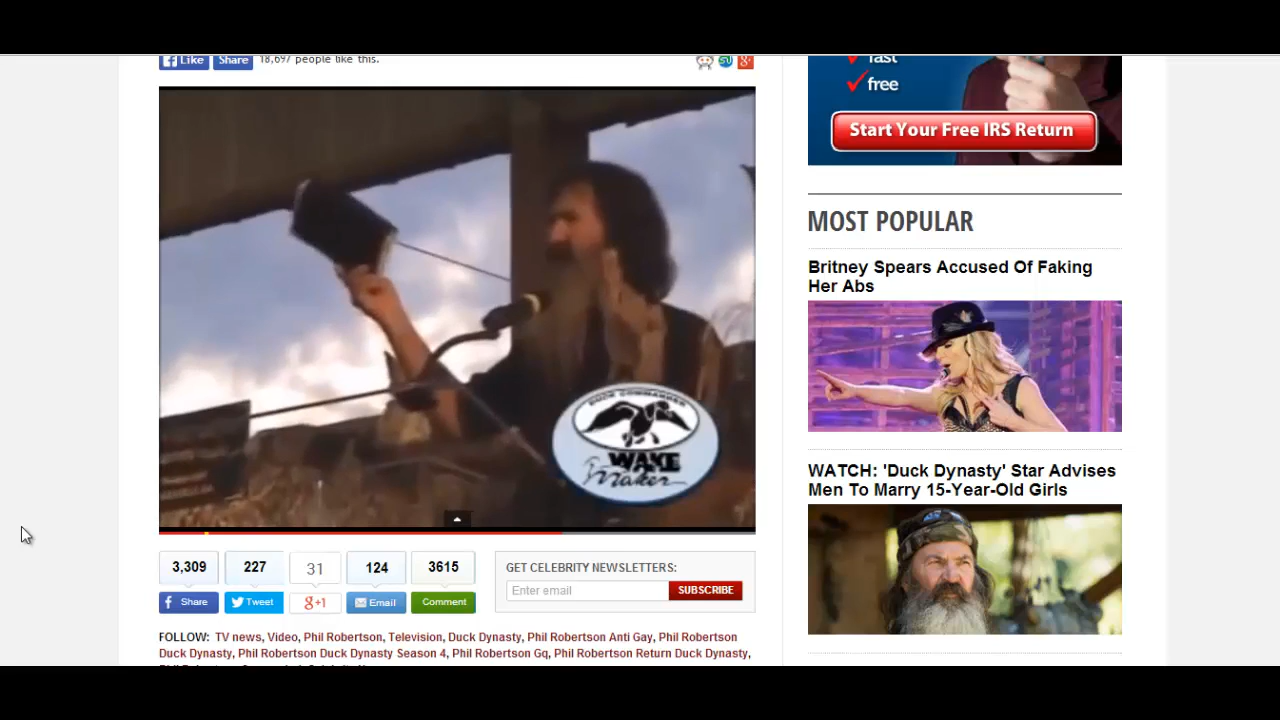 Like
Share
18,697 people like this.
fast
free
Start Your Free IRS Return
MOST POPULAR
Britney Spears Accused Of Faking
Her Abs
DUCK COMMANDER
WAKE
Maker
WATCH: 'Duck Dynasty' Star Advises
Men To Marry 15-Year-Old Girls
3,309
227
31
124
3615
Share
Tweet
+1
Email
Comment
GET CELEBRITY NEWSLETTERS:
Enter email
SUBSCRIBE
FOLLOW: TV news, Video, Phil Robertson, Television, Duck Dynasty, Phil Robertson Anti Gay, Phil Robertson
Duck Dynasty, Phil Robertson Duck Dynasty Season 4, Phil Robertson Gq, Phil Robertson Return Duck Dynasty,